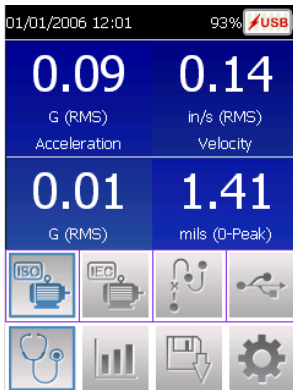 01/01/2006 12:01 93% USB
0.09 0.14
G (RMS) in/s (RMS)
Acceleration Velocity
0.01 1.41
G (RMS) mils (0-Peak)
ISO IEC
x